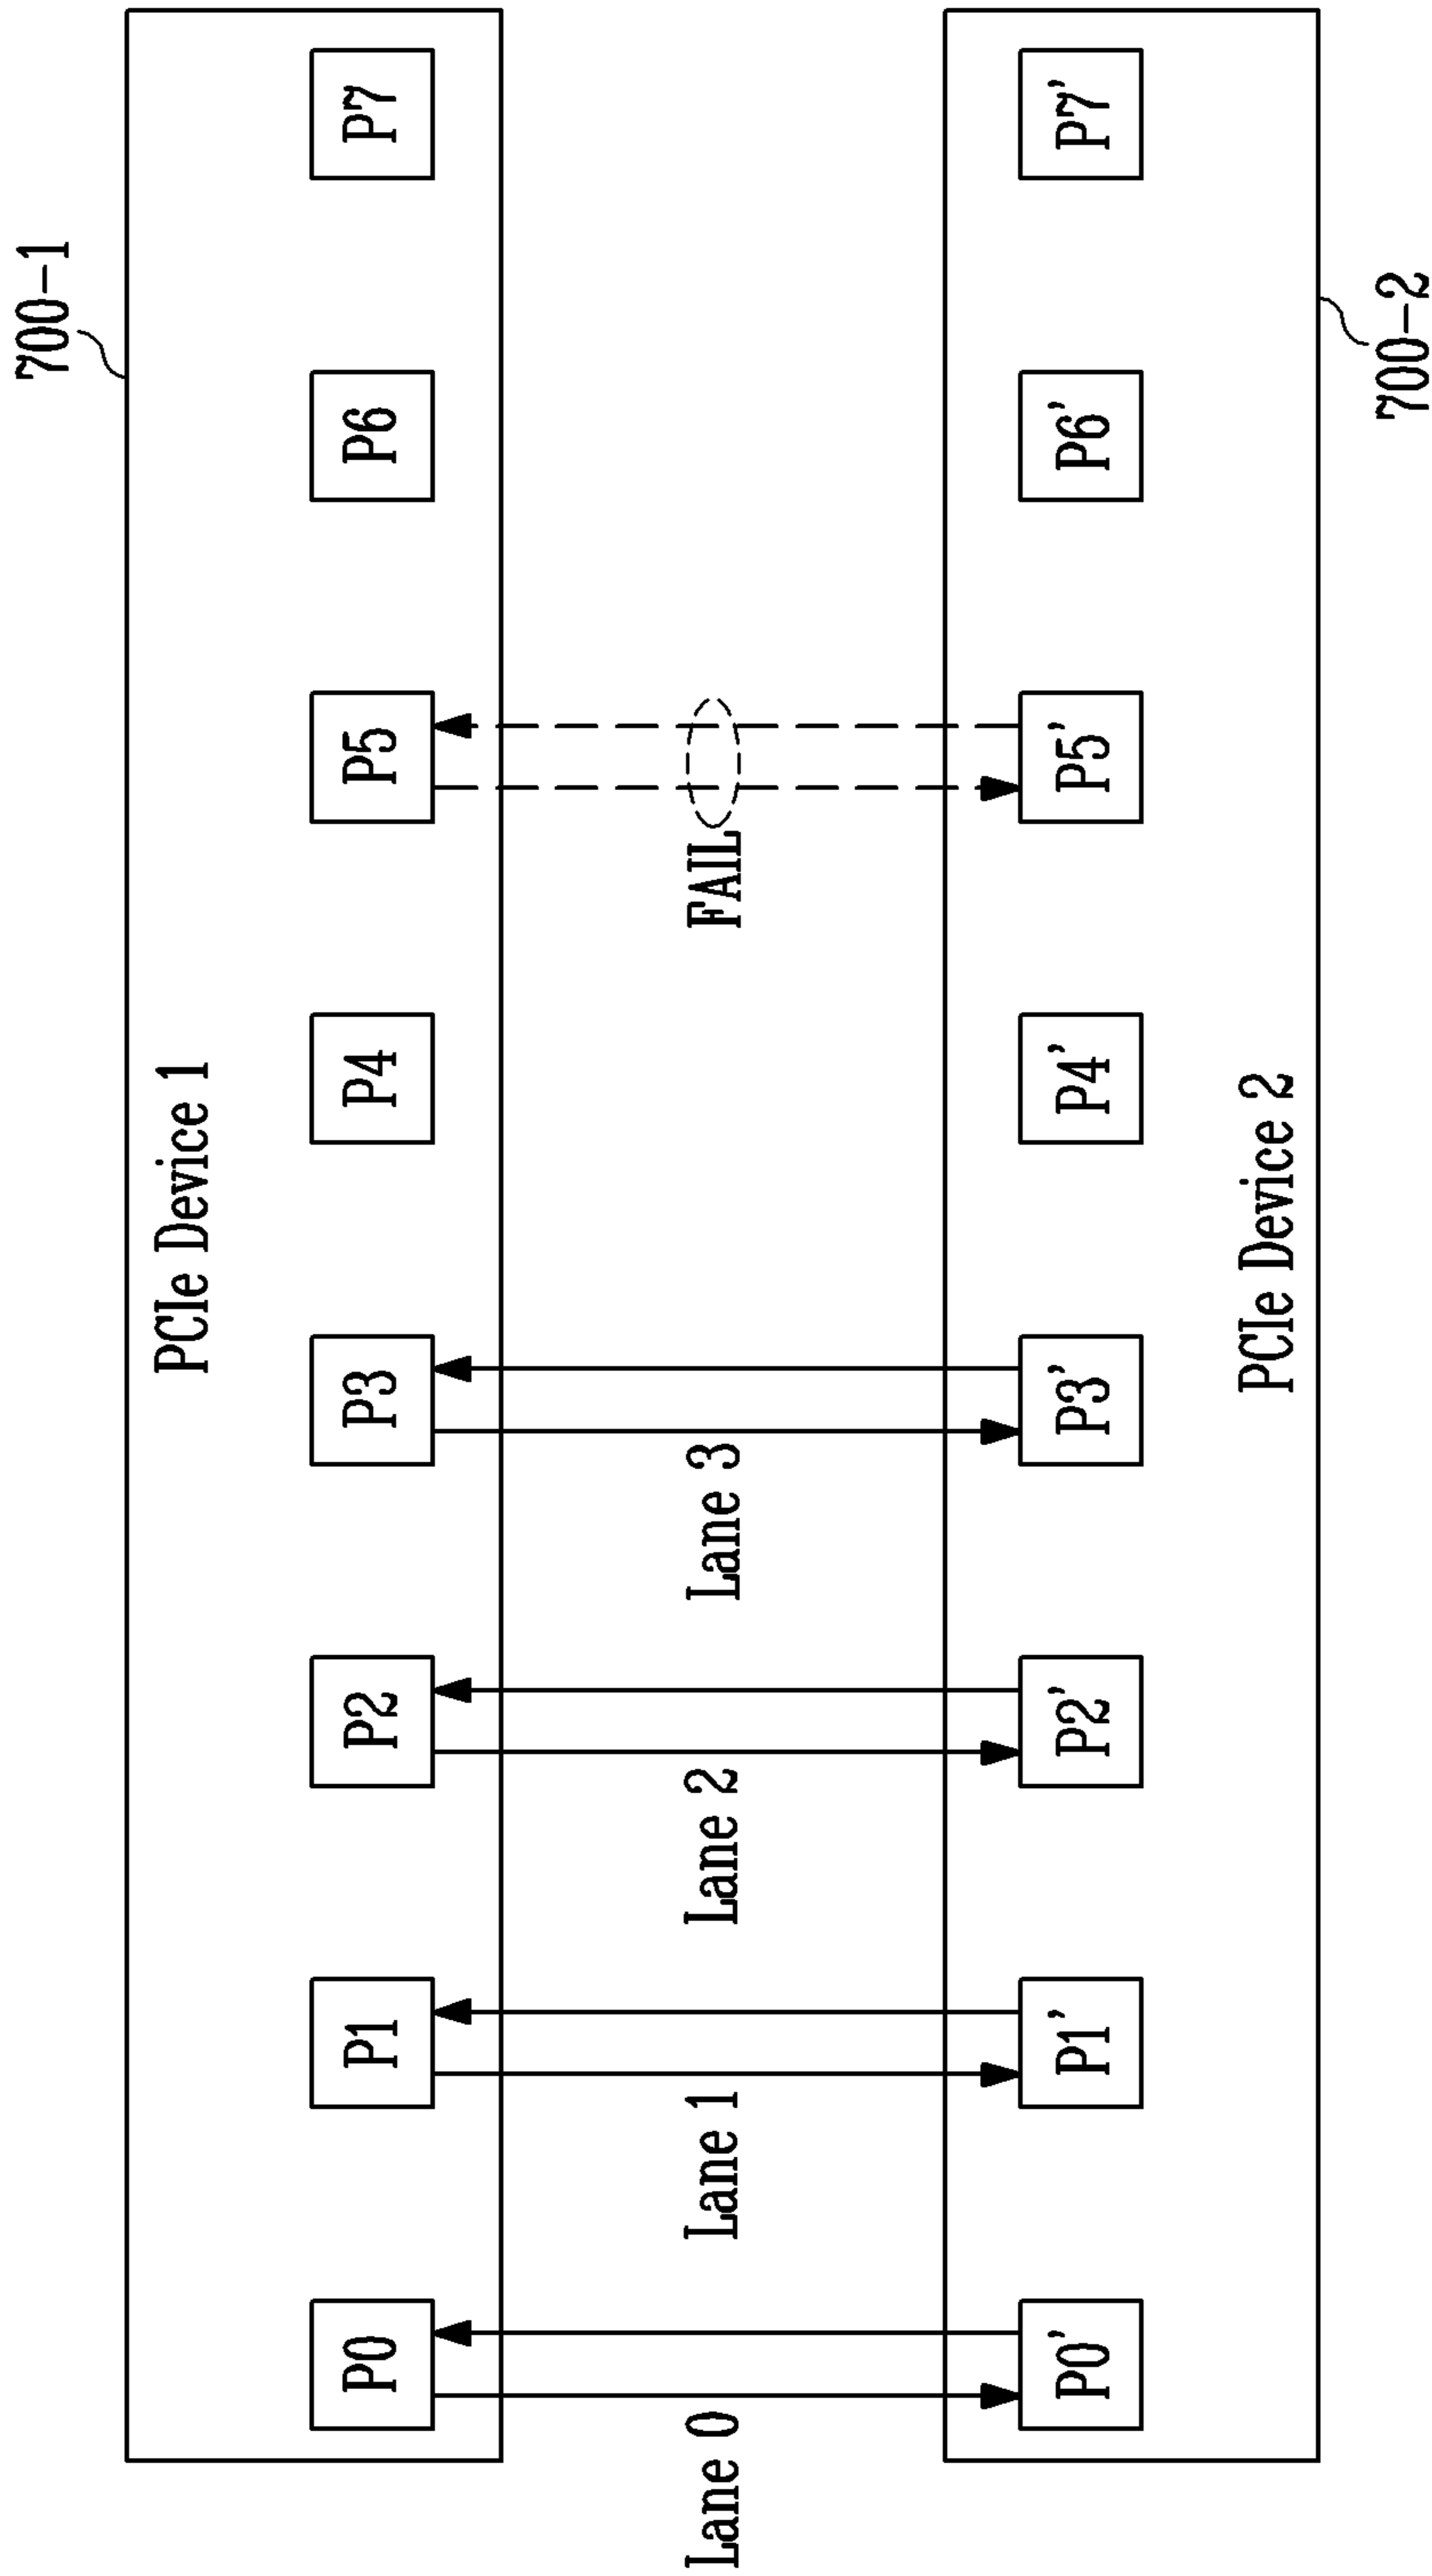 700-1
PCIe Device 1
P0 P1 P2 P3 P4 P5 P6 P7
Lane 0 Lane 1 Lane 2 Lane 3 FAIL
P0' P1' P2' P3' P4' P5' P6' P7'
PCIe Device 2
700-2